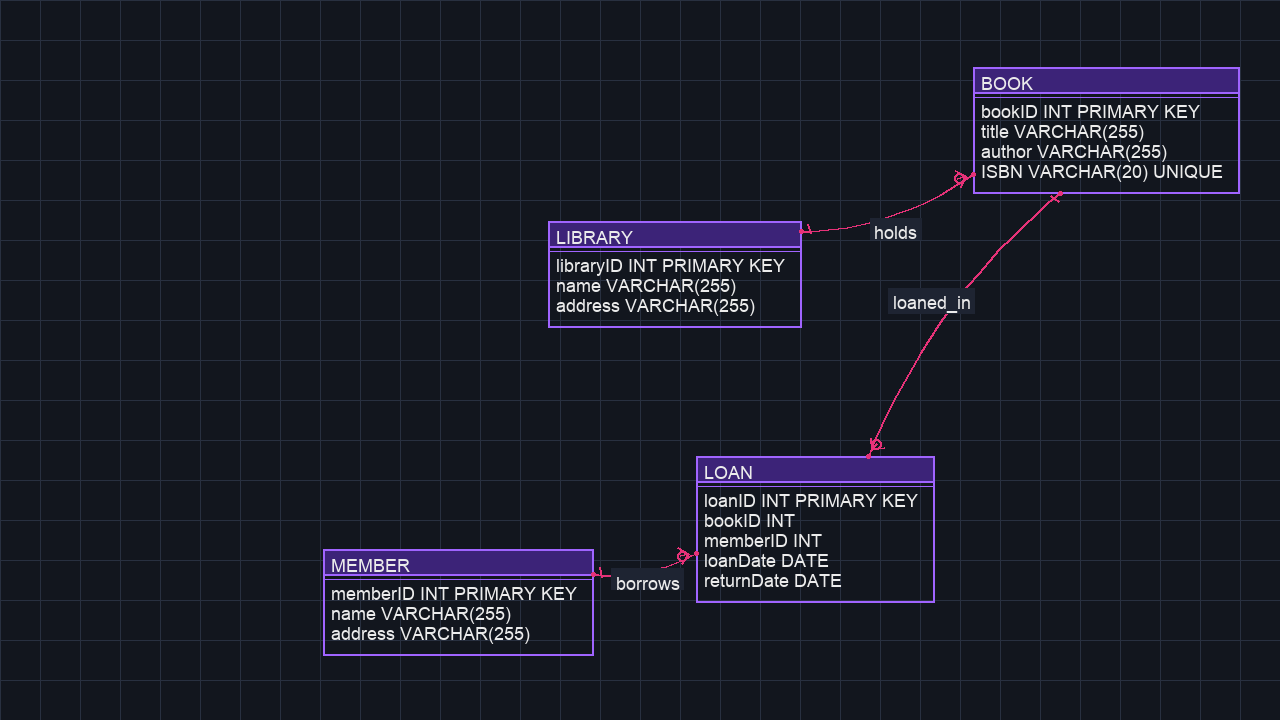 BOOK
bookID INT PRIMARY KEY
title VARCHAR(255)
author VARCHAR(255)
ISBN VARCHAR(20) UNIQUE
LIBRARY
libraryID INT PRIMARY KEY
name VARCHAR(255)
address VARCHAR(255)
holds
loaned_in
LOAN
loanID INT PRIMARY KEY
bookID INT
memberID INT
loanDate DATE
returnDate DATE
MEMBER
memberID INT PRIMARY KEY
name VARCHAR(255)
address VARCHAR(255)
borrows